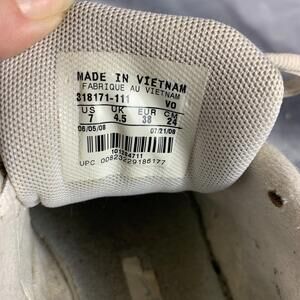 MADE IN VIETNAM
FABRIQUE AU VIETNAM
318171-111 VO
US UK EUR CM
7 4.5 38 24
06/05/08 07/21/08
UPC 00823229186177